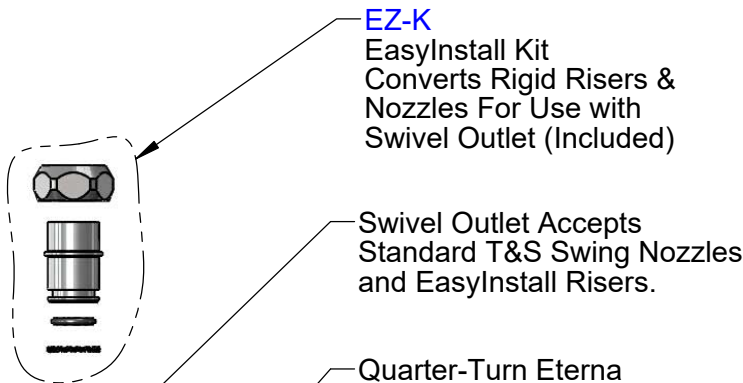 EZ-K
EasyInstall Kit
Converts Rigid Risers &
Nozzles For Use with
Swivel Outlet (Included)
Swivel Outlet Accepts
Standard T&S Swing Nozzles
and EasyInstall Risers.
Quarter-Turn Eterna